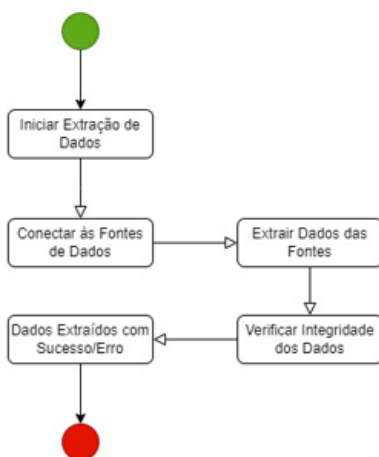 Iniciar Extração de
Dados
Conectar às Fontes
de Dados
Extrair Dados das
Fontes
Verificar Integridade
dos Dados
Dados Extraídos com
Sucesso/Erro